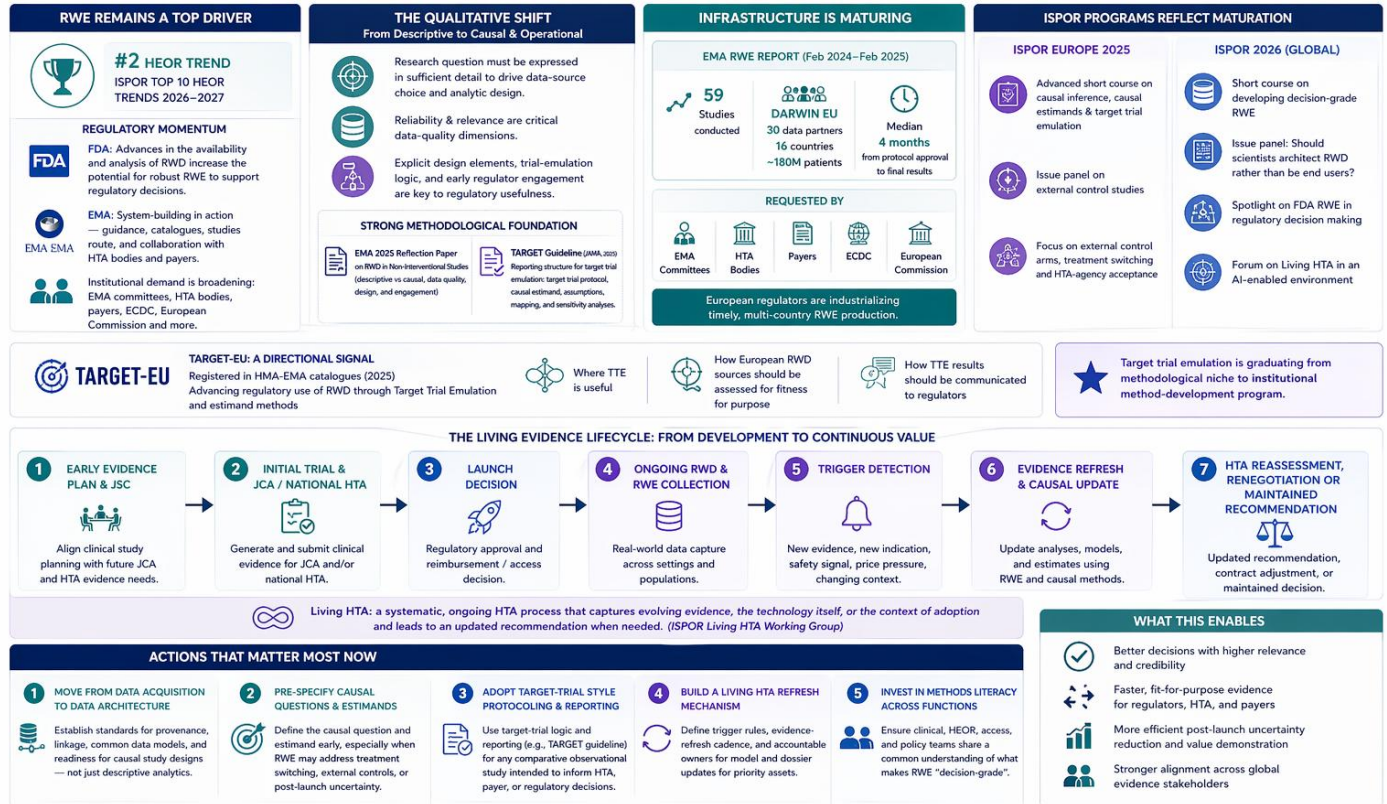 RWE REMAINS A TOP DRIVER
#2 HEOR TREND
ISPOR TOP 10 HEOR
TRENDS 2026–2027
REGULATORY MOMENTUM
FDA
FDA: Advances in the availability
and analysis of RWD increase the
potential for robust RWE to support
regulatory decisions.
EMA EMA
EMA: System-building in action
— guidance, catalogues, studies
route, and collaboration with
HTA bodies and payers.
Institutional demand is broadening:
EMA committees, HTA bodies,
payers, ECDC, European
Commission and more.
THE QUALITATIVE SHIFT
From Descriptive to Causal & Operational
Research question must be expressed
in sufficient detail to drive data-source
choice and analytic design.
Reliability & relevance are critical
data-quality dimensions.
Explicit design elements, trial-emulation
logic, and early regulator engagement
are key to regulatory usefulness.
STRONG METHODOLOGICAL FOUNDATION
EMA 2025 Reflection Paper
on RWD in Non-Interventional Studies
(descriptive vs causal, data quality,
design, and engagement)
TARGET Guideline (JAMA, 2025)
Reporting structure for target trial
emulation: target trial protocol,
causal estimand, assumptions,
mapping, and sensitivity analyses.
INFRASTRUCTURE IS MATURING
EMA RWE REPORT (Feb 2024–Feb 2025)
59
Studies
conducted
DARWIN EU
30 data partners
16 countries
~180M patients
Median
4 months
from protocol approval
to final results
REQUESTED BY
EMA
Committees
HTA
Bodies
Payers
ECDC
European
Commission
European regulators are industrializing
timely, multi-country RWE production.
ISPOR PROGRAMS REFLECT MATURATION
ISPOR EUROPE 2025
Advanced short course on
causal inference, causal
estimands & target trial
emulation
Issue panel on
external control studies
Focus on external control
arms, treatment switching
and HTA-agency acceptance
ISPOR 2026 (GLOBAL)
Short course on
developing decision-grade
RWE
Issue panel: Should
scientists architect RWD
rather than be end users?
Spotlight on FDA RWE in
regulatory decision making
Forum on Living HTA in an
AI-enabled environment
TARGET-EU
TARGET-EU: A DIRECTIONAL SIGNAL
Registered in HMA-EMA catalogues (2025)
Advancing regulatory use of RWD through Target Trial Emulation
and estimand methods
Where TTE
is useful
How European RWD
sources should be
assessed for fitness
for purpose
How TTE results
should be communicated
to regulators
Target trial emulation is graduating from
methodological niche to institutional
method-development program.
THE LIVING EVIDENCE LIFECYCLE: FROM DEVELOPMENT TO CONTINUOUS VALUE
1 EARLY EVIDENCE
PLAN & JSC
Align clinical study
planning with future JCA
and HTA evidence needs.
2 INITIAL TRIAL &
JCA / NATIONAL HTA
Generate and submit clinical
evidence for JCA and/or
national HTA.
3 LAUNCH
DECISION
Regulatory approval and
reimbursement / access
decision.
4 ONGOING RWD &
RWE COLLECTION
Real-world data capture
across settings and
populations.
5 TRIGGER DETECTION
New evidence, new indication,
safety signal, price pressure,
changing context.
6 EVIDENCE REFRESH
& CAUSAL UPDATE
Update analyses, models,
and estimates using
RWE and causal methods.
7 HTA REASSESSMENT,
RENEGOTIATION OR
MAINTAINED
RECOMMENDATION
Updated recommendation,
contract adjustment, or
maintained decision.
Living HTA: a systematic, ongoing HTA process that captures evolving evidence, the technology itself, or the context of adoption
and leads to an updated recommendation when needed. (ISPOR Living HTA Working Group)
ACTIONS THAT MATTER MOST NOW
1 MOVE FROM DATA ACQUISITION
TO DATA ARCHITECTURE
Establish standards for provenance,
linkage, common data models, and
readiness for causal study designs
— not just descriptive analytics.
2 PRE-SPECIFY CAUSAL
QUESTIONS & ESTIMANDS
Define the causal question and
estimand early, especially when
RWE may address treatment
switching, external controls, or
post-launch uncertainty.
3 ADOPT TARGET-TRIAL STYLE
PROTOCOLING & REPORTING
Use target-trial logic and
reporting (e.g., TARGET guideline)
for any comparative observational
study intended to inform HTA,
payer, or regulatory decisions.
4 BUILD A LIVING HTA REFRESH
MECHANISM
Define trigger rules, evidence-
refresh cadence, and accountable
owners for model and dossier
updates for priority assets.
5 INVEST IN METHODS LITERACY
ACROSS FUNCTIONS
Ensure clinical, HEOR, access,
and policy teams share a
common understanding of what
makes RWE "decision-grade".
WHAT THIS ENABLES
Better decisions with higher relevance
and credibility
Faster, fit-for-purpose evidence
for regulators, HTA, and payers
More efficient post-launch uncertainty
reduction and value demonstration
Stronger alignment across global
evidence stakeholders